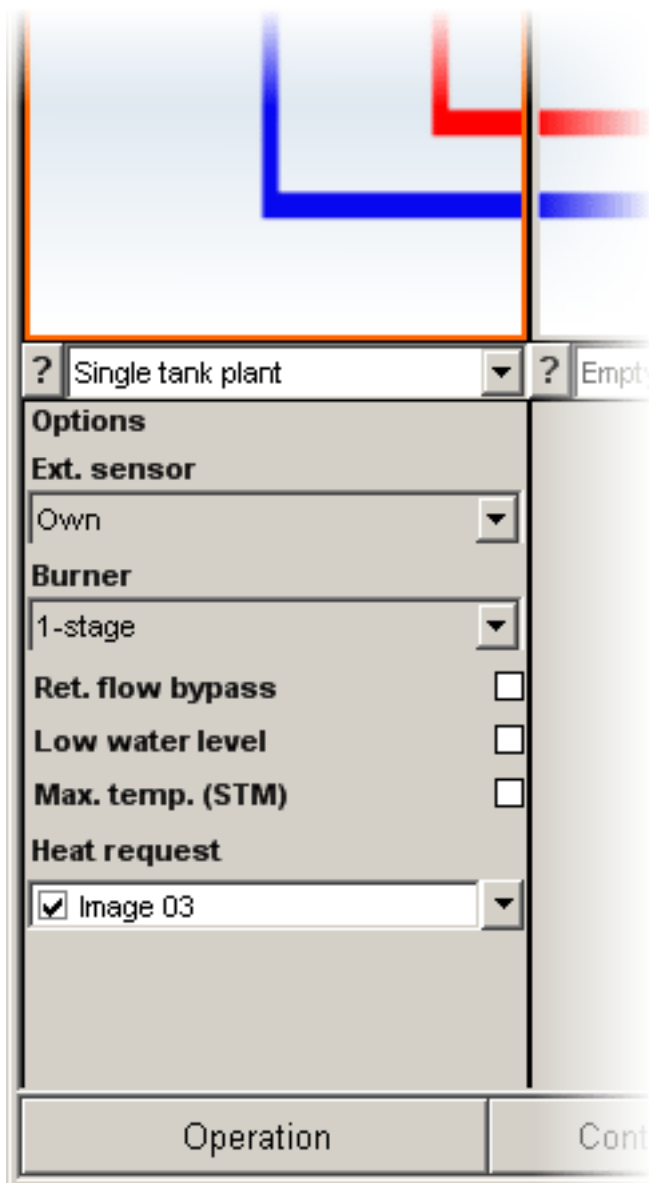 ? Single tank plant ?
Options
Ext. sensor
Own
Burner
1-stage
Ret. flow bypass
Low water level
Max. temp. (STM)
Heat request
Image 03
Operation